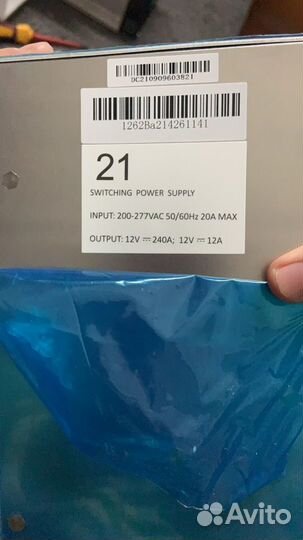 DC210909603821
1262Ba214261141
21
SWITCHING POWER SUPPLY
INPUT: 200-277VAC 50/60Hz 20A MAX
OUTPUT: 12V ⎓ 240A; 12V ⎓ 12A
Avito